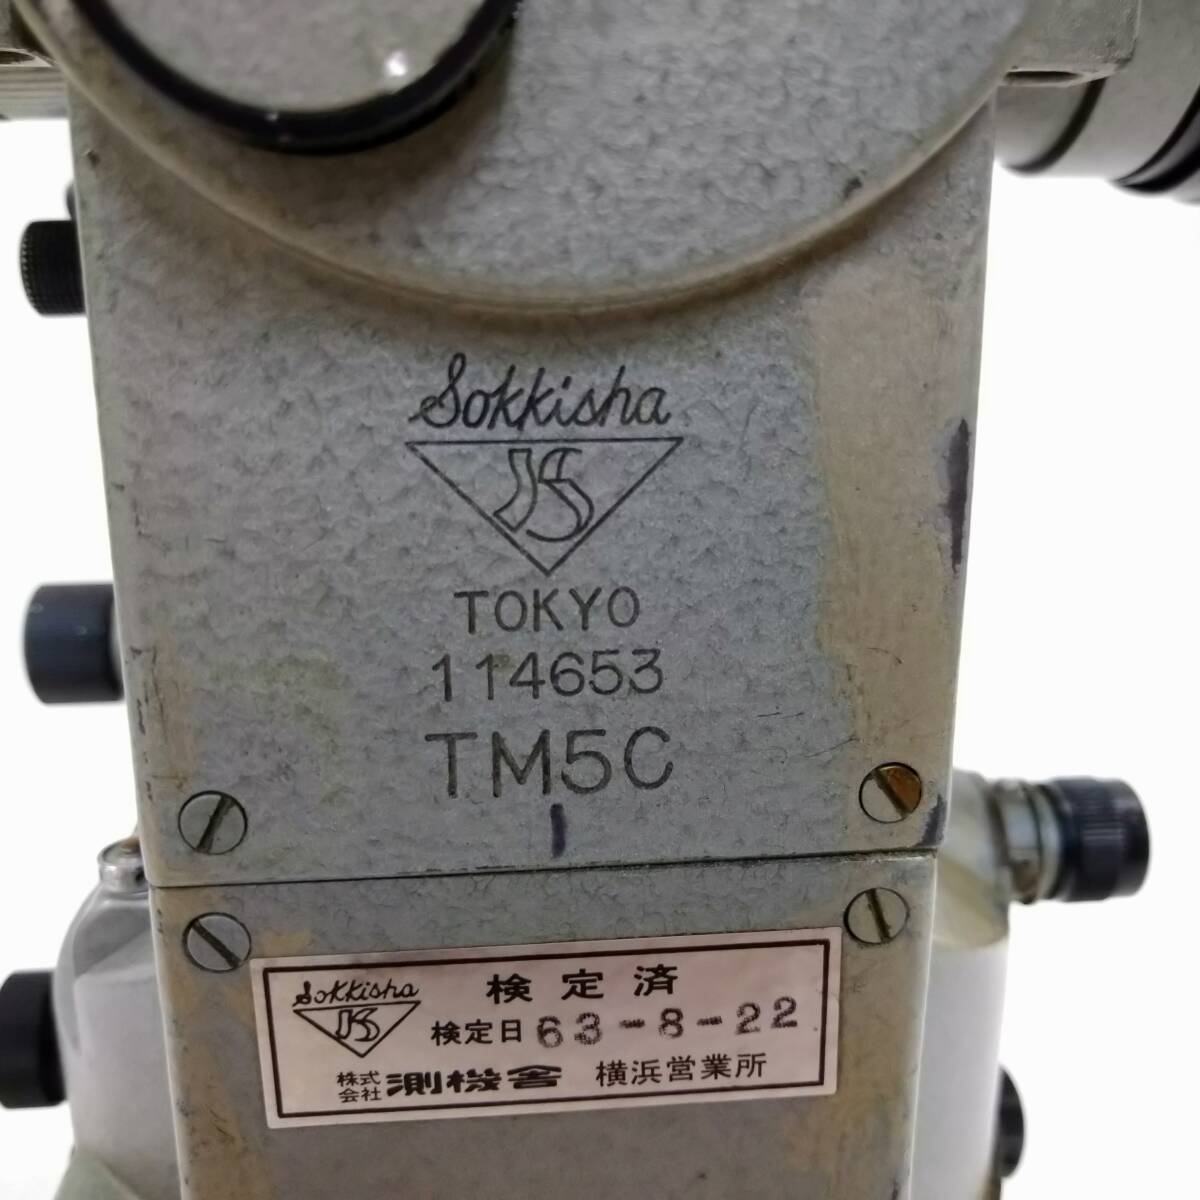 Sokkisha
TOKYO
114653
TM5C
Sokkisha
検定済
検定日 63-8-22
株式会社 測機舎 横浜営業所